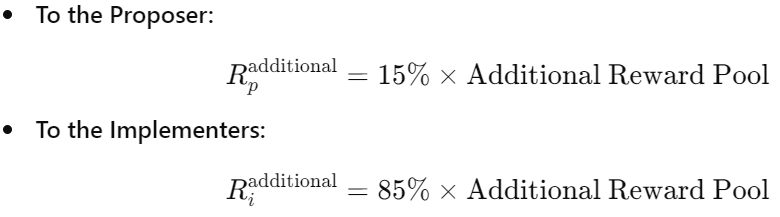 • To the Proposer:
R_p^additional = 15% × Additional Reward Pool
• To the Implementers:
R_i^additional = 85% × Additional Reward Pool